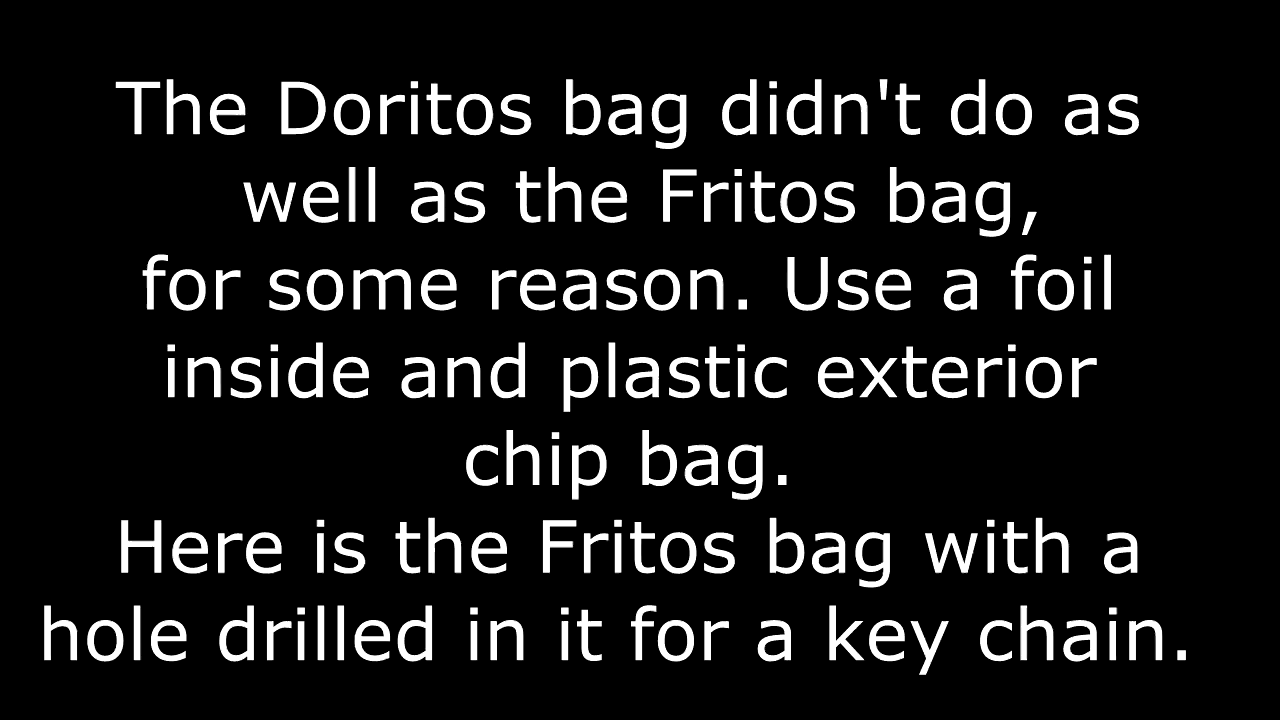 The Doritos bag didn't do as
well as the Fritos bag,
for some reason. Use a foil
inside and plastic exterior
chip bag.
Here is the Fritos bag with a
hole drilled in it for a key chain.